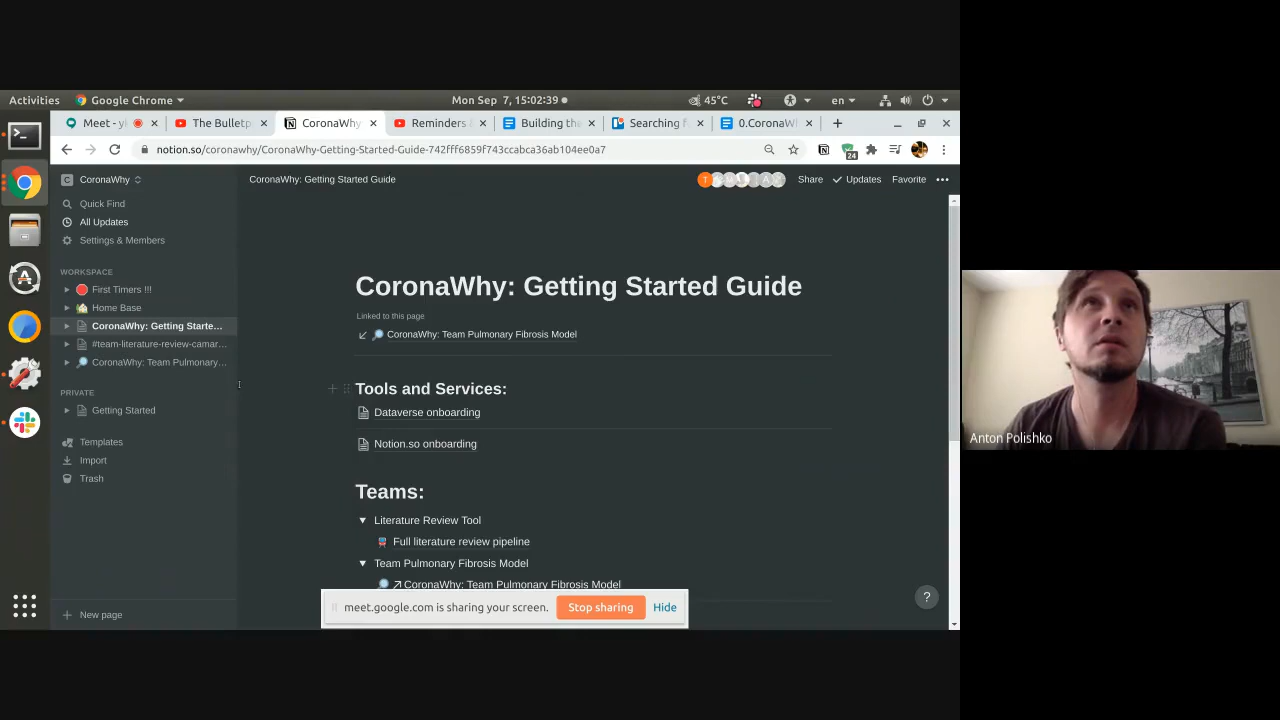 Activities
Google Chrome
Mon Sep 7, 15:02:39
45°C
en
Meet - y
The Bulletp
CoronaWhy
Reminders
Building the
Searching f
0.CoronaW
notion.so/coronawhy/CoronaWhy-Getting-Started-Guide-742fff6859f743ccabca36ab104ee0a7
24
C CoronaWhy
CoronaWhy: Getting Started Guide
T
A
Share
Updates
Favorite
Quick Find
All Updates
Settings & Members
WORKSPACE
First Timers !!!
Home Base
CoronaWhy: Getting Starte...
#team-literature-review-camar...
CoronaWhy: Team Pulmonary...
PRIVATE
Getting Started
Templates
Import
Trash
New page
CoronaWhy: Getting Started Guide
Linked to this page
CoronaWhy: Team Pulmonary Fibrosis Model
Tools and Services:
Dataverse onboarding
Notion.so onboarding
Teams:
Literature Review Tool
Full literature review pipeline
Team Pulmonary Fibrosis Model
CoronaWhy: Team Pulmonary Fibrosis Model
meet.google.com is sharing your screen.
Stop sharing
Hide
?
Anton Polishko